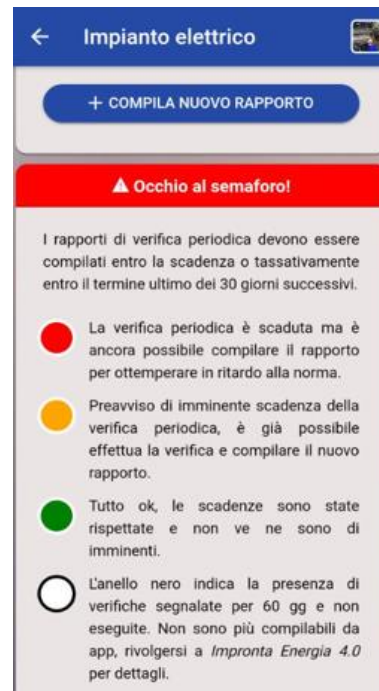 Impianto elettrico
+ COMPILA NUOVO RAPPORTO
Occhio al semaforo!
I rapporti di verifica periodica devono essere
compilati entro la scadenza o tassativamente
entro il termine ultimo dei 30 giorni successivi.
La verifica periodica è scaduta ma è
ancora possibile compilare il rapporto
per ottemperare in ritardo alla norma.
Preavviso di imminente scadenza della
verifica periodica, è già possibile
effettua la verifica e compilare il nuovo
rapporto.
Tutto ok, le scadenze sono state
rispettate e non ve ne sono di
imminenti.
L'anello nero indica la presenza di
verifiche segnalate per 60 gg e non
eseguite. Non sono più compilabili da
app, rivolgersi a Impronta Energia 4.0
per dettagli.